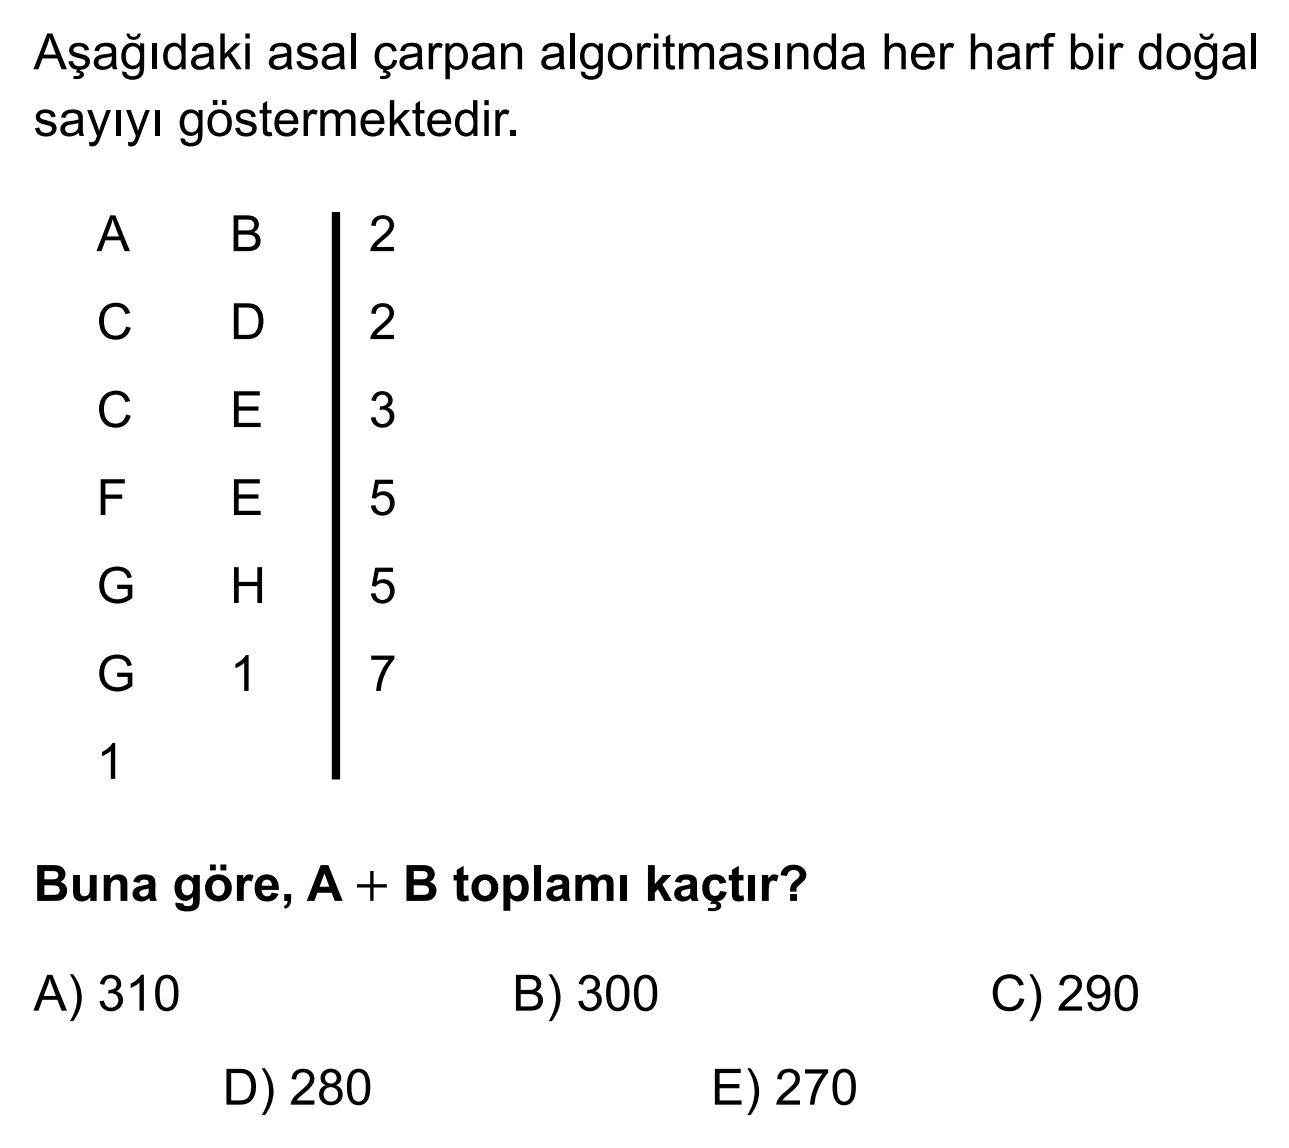 Aşağıdaki asal çarpan algoritmasında her harf bir doğal
sayıyı göstermektedir.
A B 2
C D 2
C E 3
F E 5
G H 5
G 1 7
1
Buna göre, A + B toplamı kaçtır?
A) 310 B) 300 C) 290
D) 280 E) 270